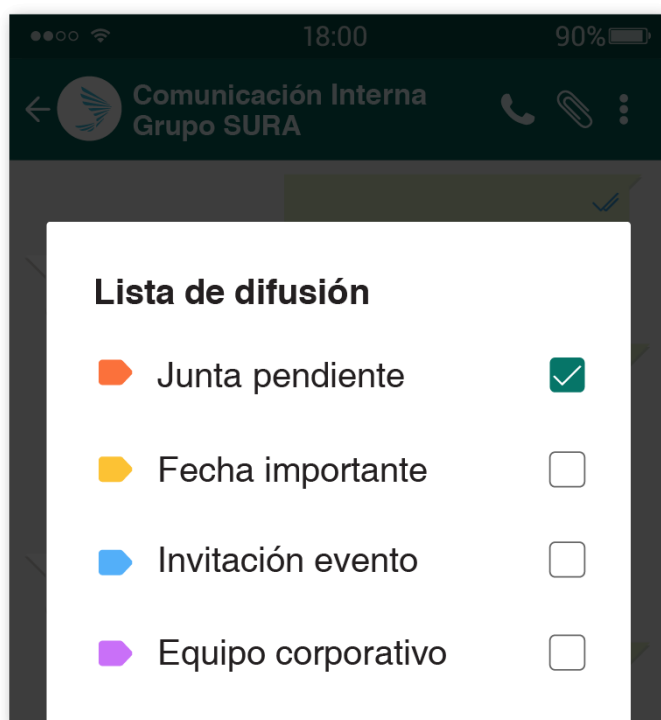 18:00
90%
Comunicación Interna
Grupo SURA
Lista de difusión
Junta pendiente
Fecha importante
Invitación evento
Equipo corporativo